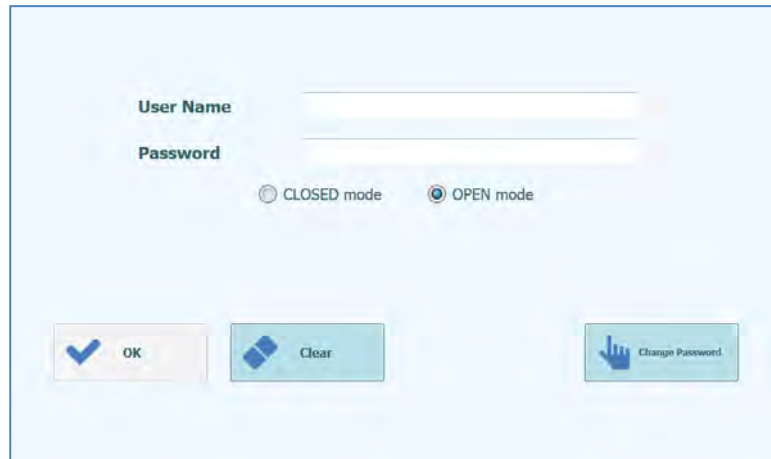 User Name
Password
CLOSED mode OPEN mode
OK Clear Change Password